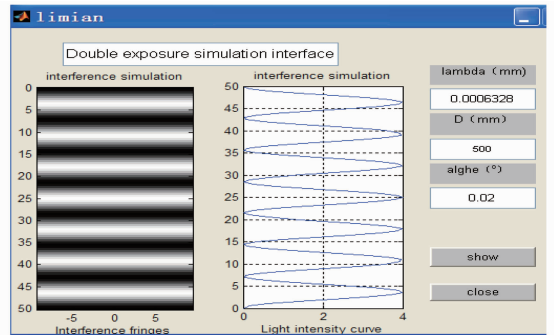 limian
Double exposure simulation interface
interference simulation
0
5
10
15
20
25
30
35
40
45
50
-5 0 5
Interference fringes
interference simulation
50
45
40
35
30
25
20
15
10
5
0
0 2 4
Light intensity curve
lambda (mm)
0.0006328
D (mm)
500
alghe (°)
0.02
show
close